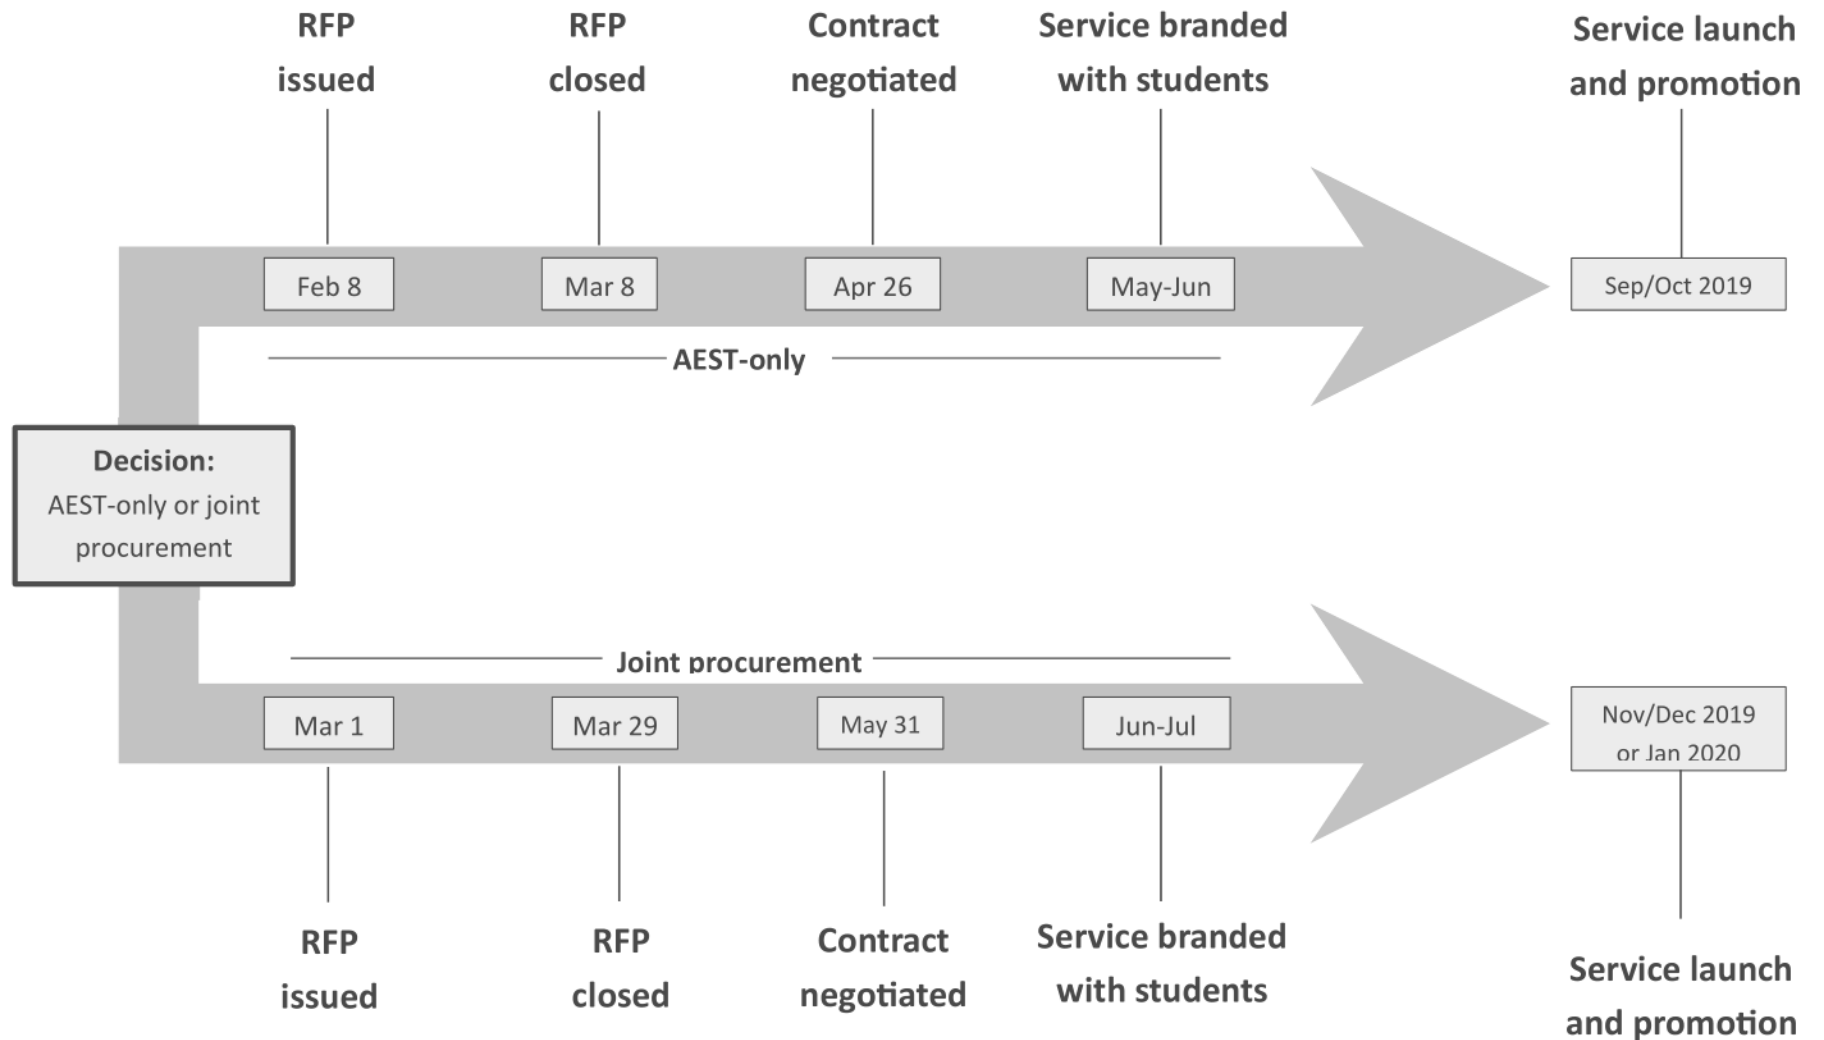 RFP
issued
RFP
closed
Contract
negotiated
Service branded
with students
Service launch
and promotion
Feb 8
Mar 8
Apr 26
May-Jun
Sep/Oct 2019
AEST-only
Decision:
AEST-only or joint
procurement
Joint procurement
Mar 1
Mar 29
May 31
Jun-Jul
Nov/Dec 2019
or Jan 2020
RFP
issued
RFP
closed
Contract
negotiated
Service branded
with students
Service launch
and promotion